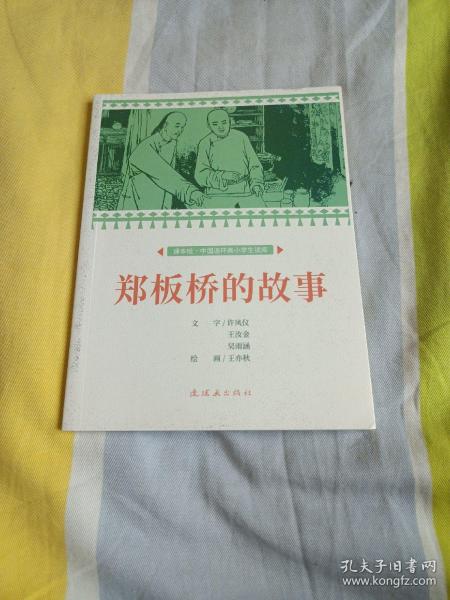 课本绘·中国连环画小学生读库
郑板桥的故事
文 字/许凤仪
王汝金
吴雨涵
绘 画/王亦秋
连环画出版社
孔夫子旧书网
www.kongfz.com